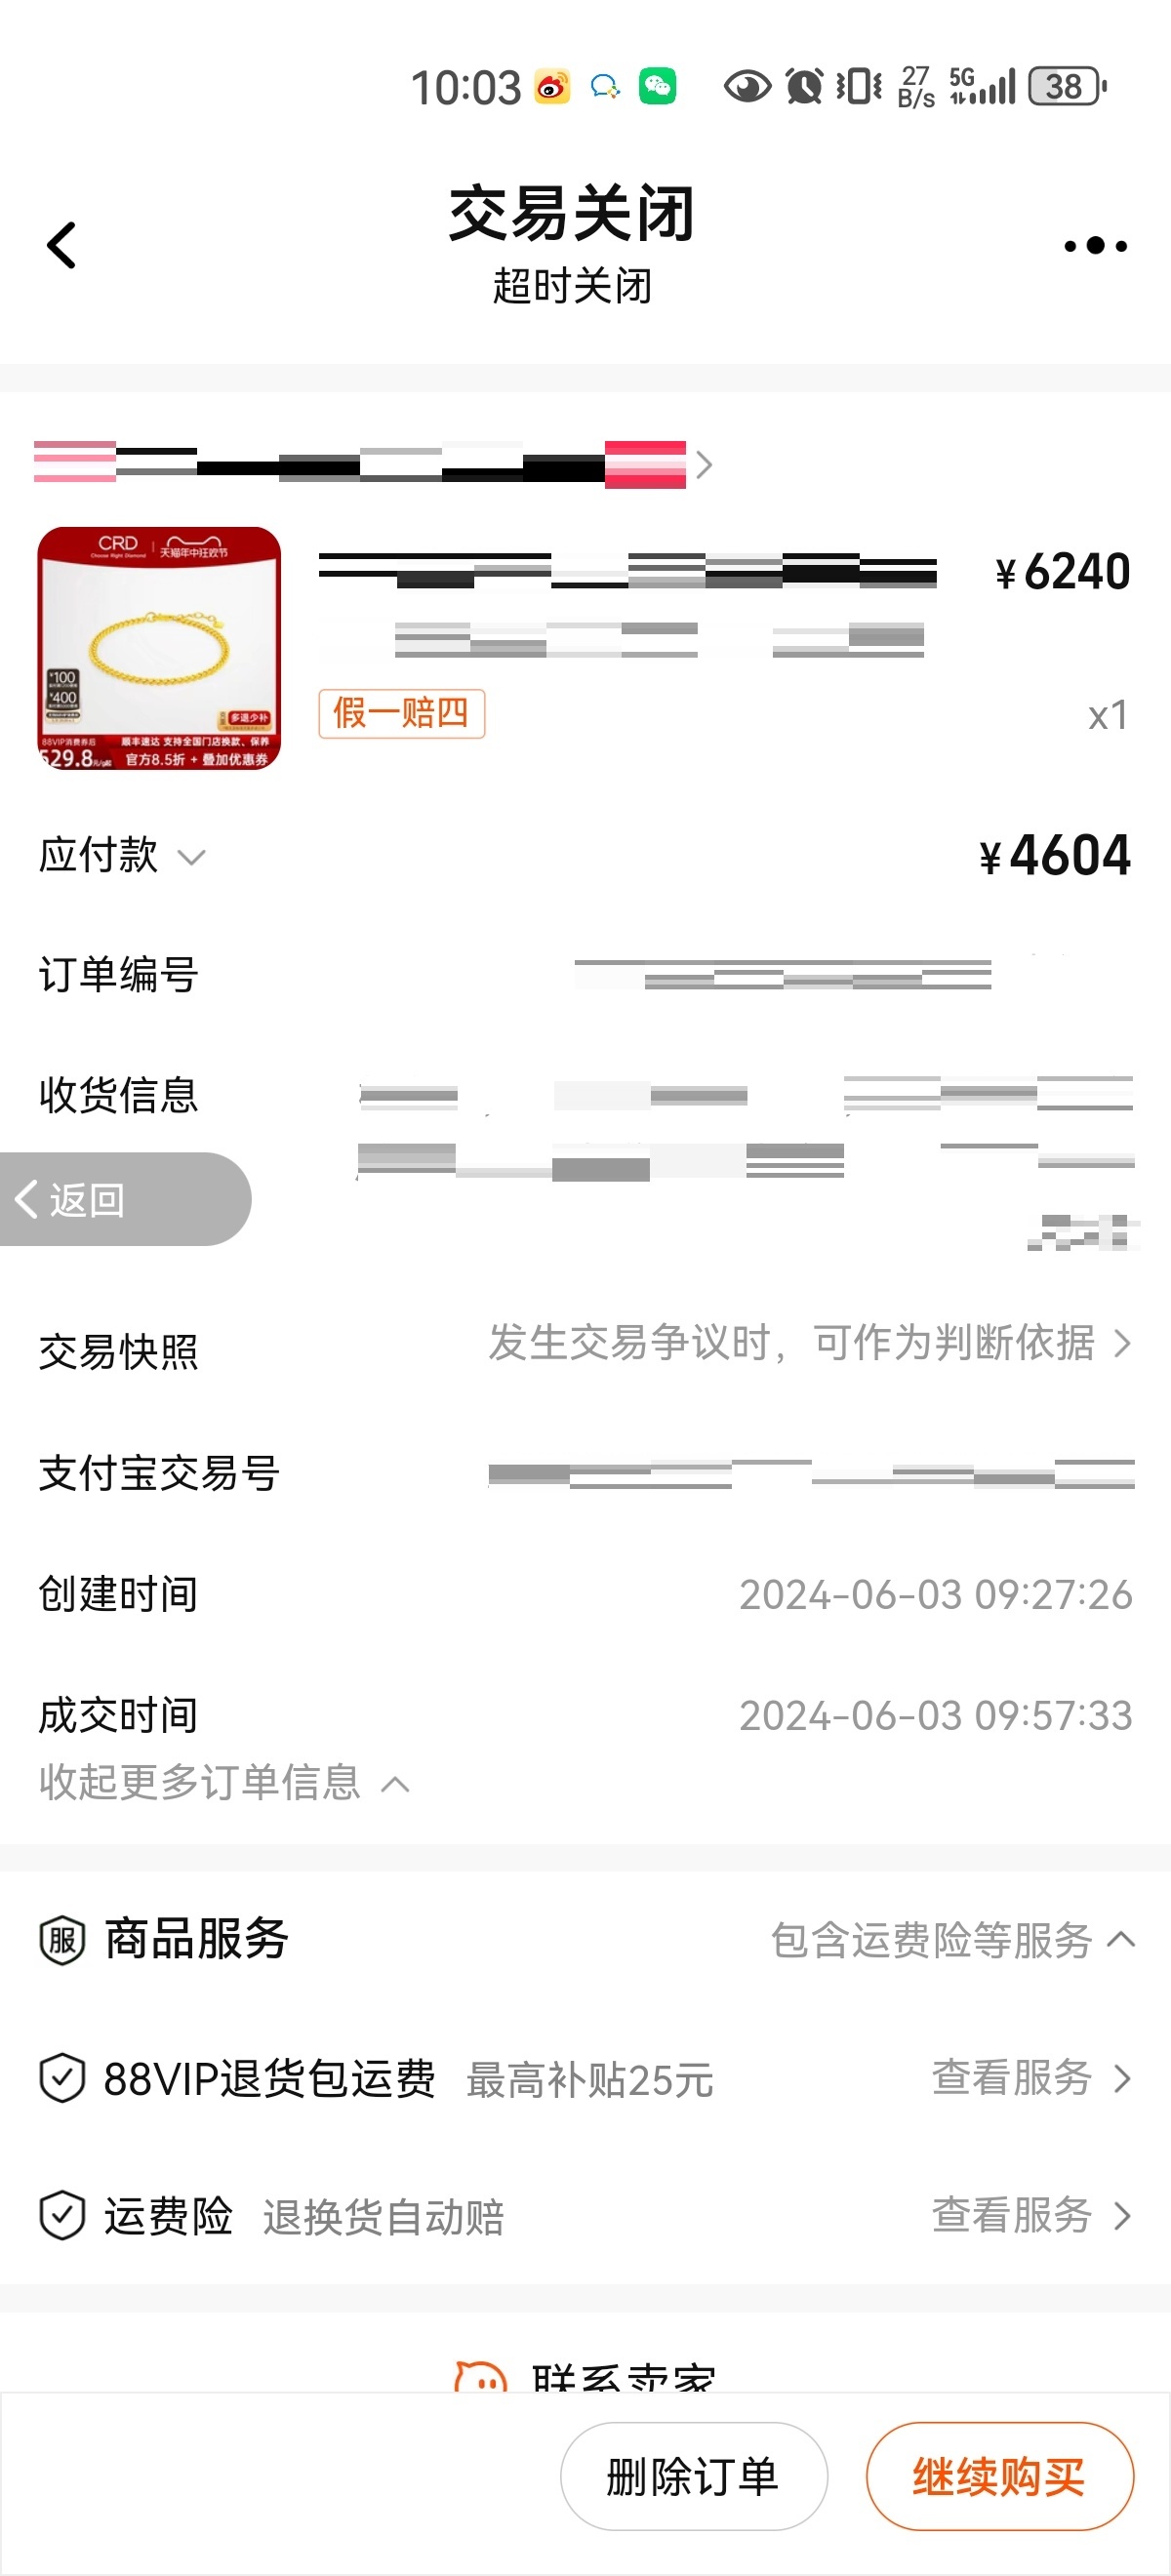 10:03
27
B/s
5G
38
交易关闭
超时关闭
CRD
Choose Right Diamond
天猫年中狂欢节
¥100
¥400
多退少补
88VIP消费券后
顺丰速达 支持全国门店换款、保养
529.8元/g起
官方8.5折 + 叠加优惠券
¥6240
假一赔四
x1
应付款
¥4604
订单编号
收货信息
返回
交易快照
发生交易争议时，可作为判断依据
支付宝交易号
创建时间
2024-06-03 09:27:26
成交时间
2024-06-03 09:57:33
收起更多订单信息
服
商品服务
包含运费险等服务
88VIP退货包运费
最高补贴25元
查看服务
运费险
退换货自动赔
查看服务
联系卖家
删除订单
继续购买